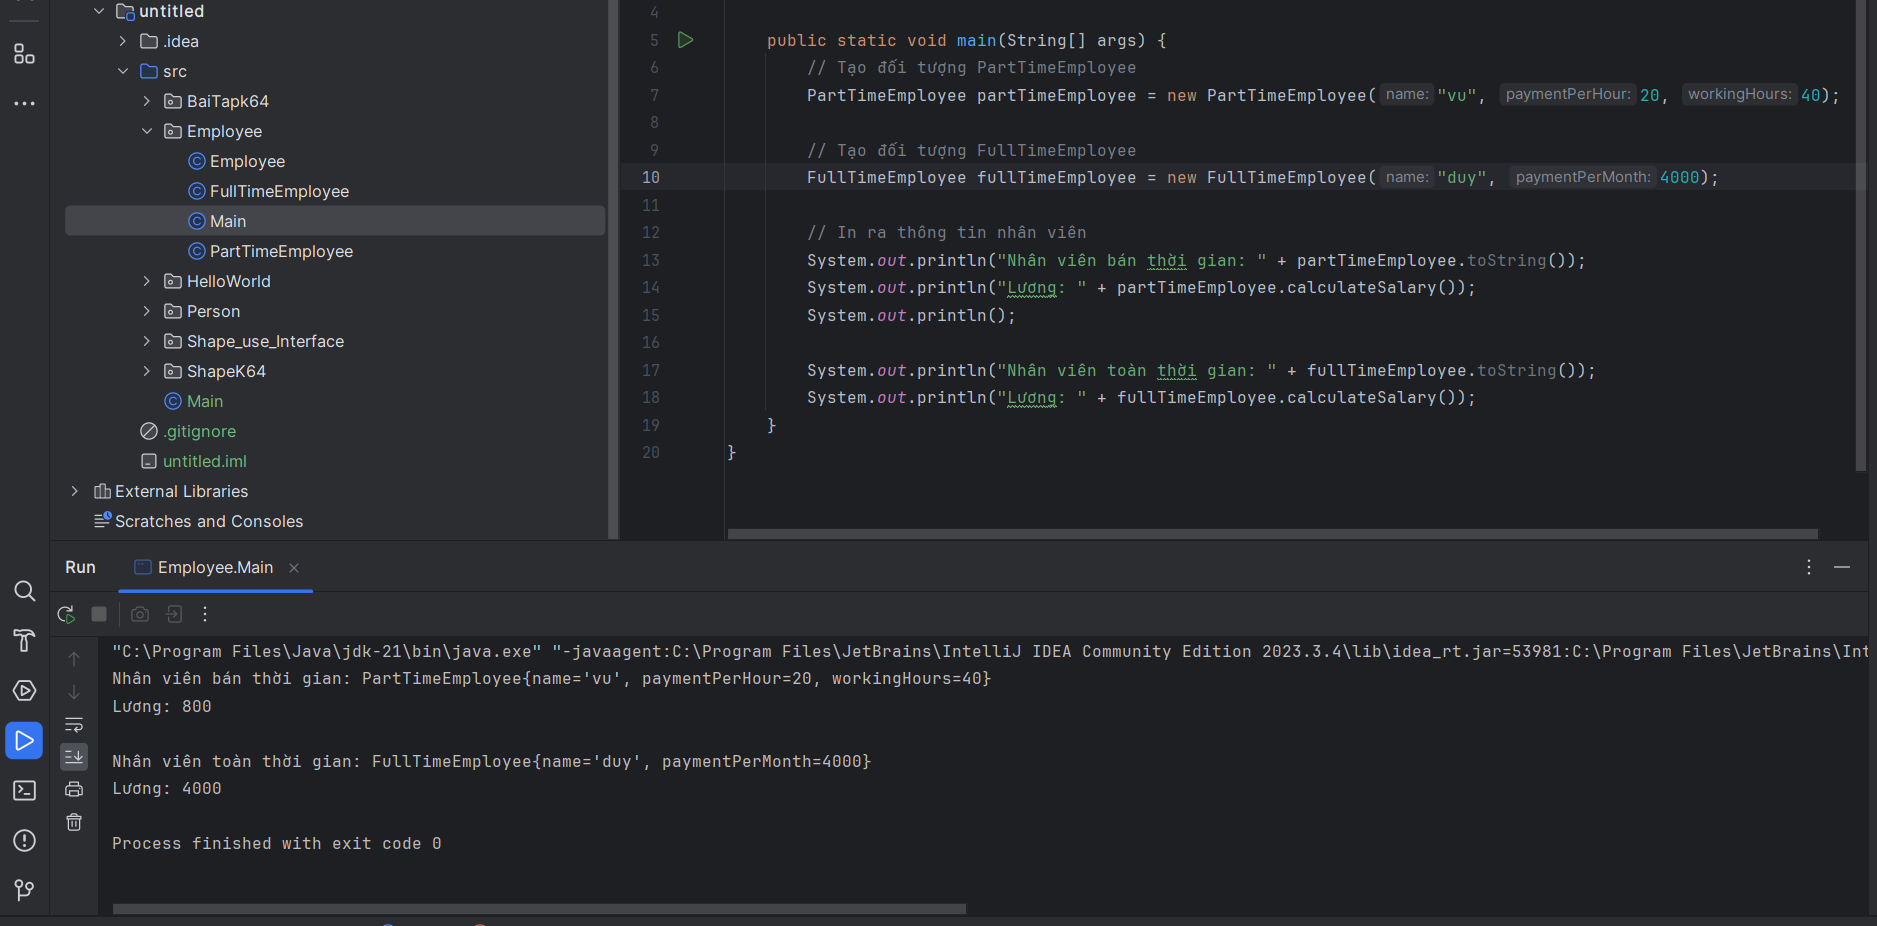 untitled
.idea
src
BaiTapk64
Employee
Employee
FullTimeEmployee
Main
PartTimeEmployee
HelloWorld
Person
Shape_use_Interface
ShapeK64
Main
.gitignore
untitled.iml
External Libraries
Scratches and Consoles
4
5 public static void main(String[] args) {
6 // Tạo đối tượng PartTimeEmployee
7 PartTimeEmployee partTimeEmployee = new PartTimeEmployee( name: "vu", paymentPerHour: 20, workingHours: 40);
8
9 // Tạo đối tượng FullTimeEmployee
10 FullTimeEmployee fullTimeEmployee = new FullTimeEmployee( name: "duy", paymentPerMonth: 4000);
11
12 // In ra thông tin nhân viên
13 System.out.println("Nhân viên bán thời gian: " + partTimeEmployee.toString());
14 System.out.println("Lương: " + partTimeEmployee.calculateSalary());
15 System.out.println();
16
17 System.out.println("Nhân viên toàn thời gian: " + fullTimeEmployee.toString());
18 System.out.println("Lương: " + fullTimeEmployee.calculateSalary());
19 }
20 }
Run Employee.Main
"C:\Program Files\Java\jdk-21\bin\java.exe" "-javaagent:C:\Program Files\JetBrains\IntelliJ IDEA Community Edition 2023.3.4\lib\idea_rt.jar=53981:C:\Program Files\JetBrains\Int
Nhân viên bán thời gian: PartTimeEmployee{name='vu', paymentPerHour=20, workingHours=40}
Lương: 800
Nhân viên toàn thời gian: FullTimeEmployee{name='duy', paymentPerMonth=4000}
Lương: 4000
Process finished with exit code 0